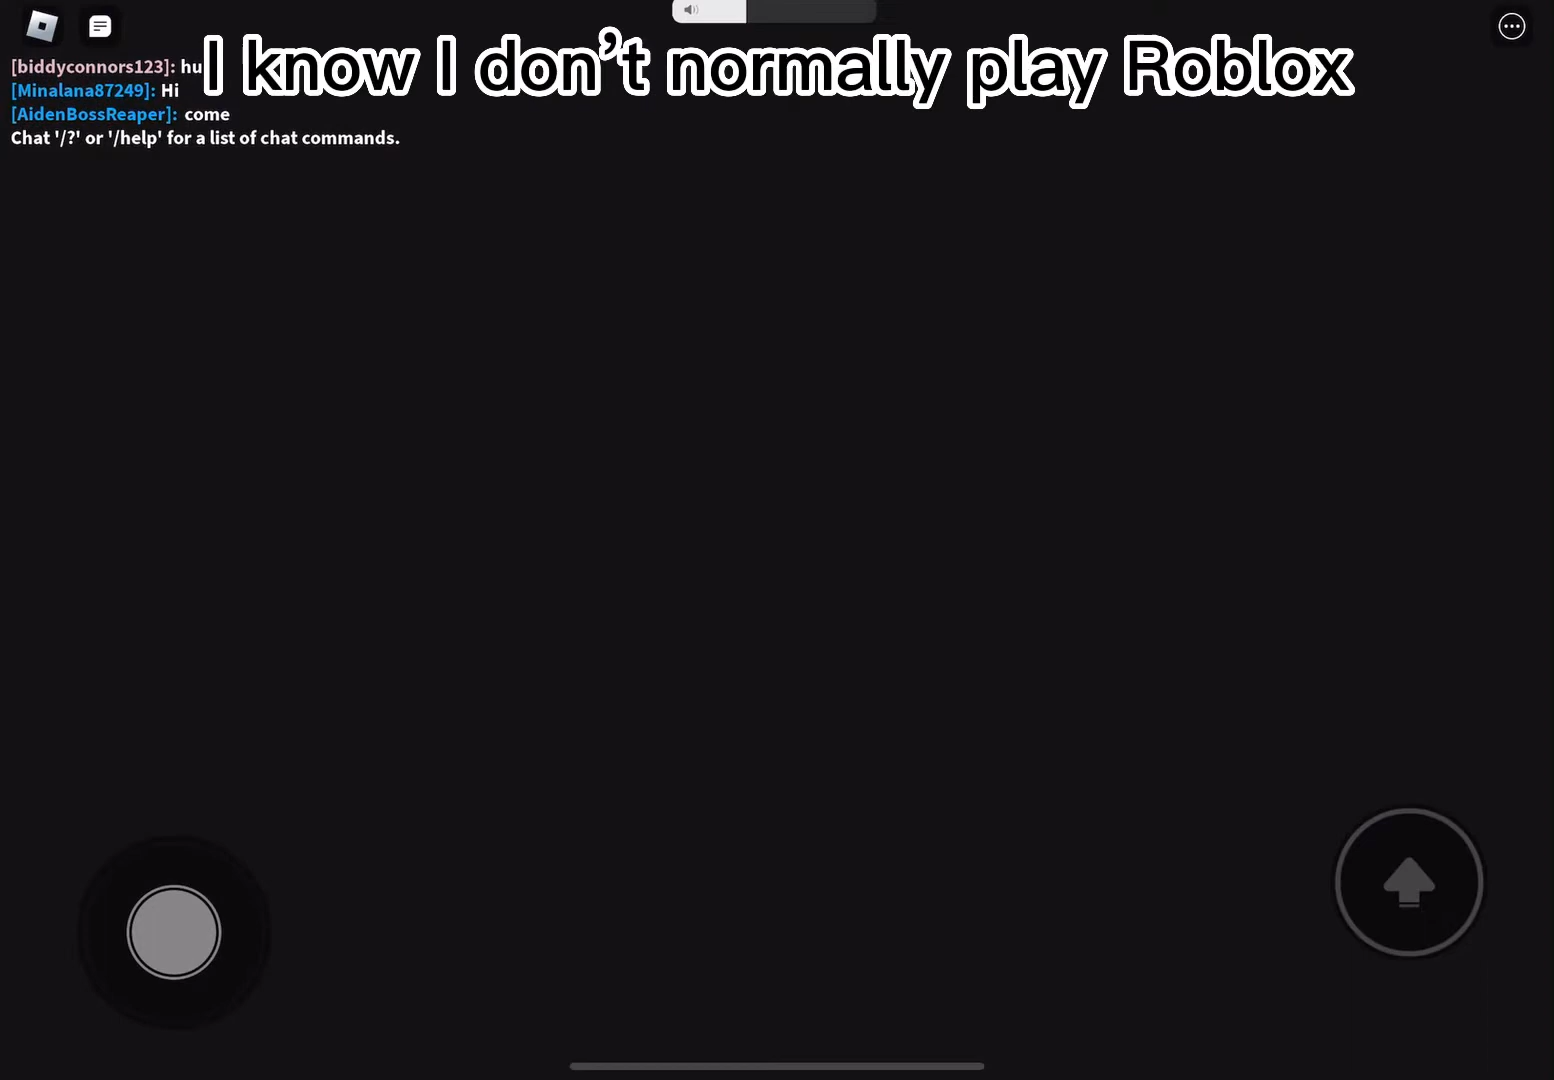 I know I don’t normally play Roblox
[biddyconnors123]: hu
[Minalana87249]: Hi
[AidenBossReaper]: come
Chat '/?' or '/help' for a list of chat commands.